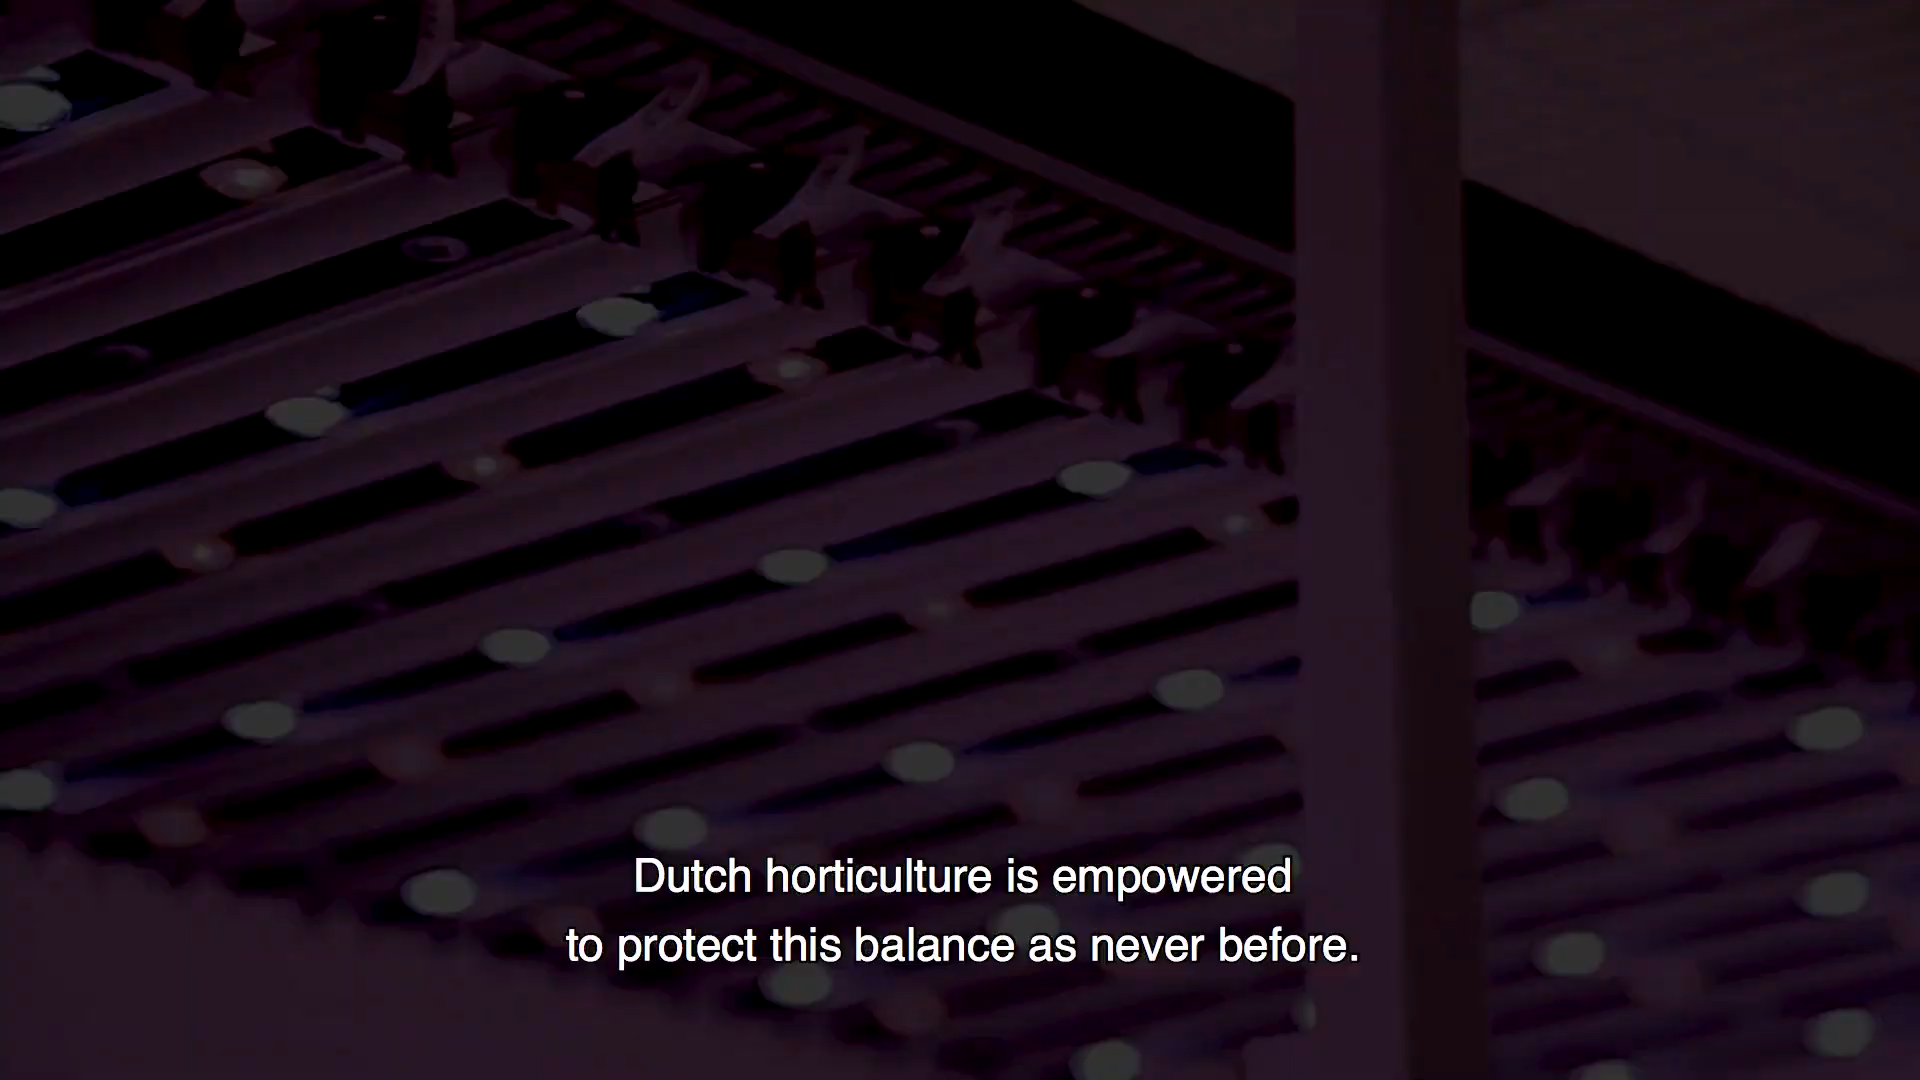 Dutch horticulture is empowered
to protect this balance as never before.